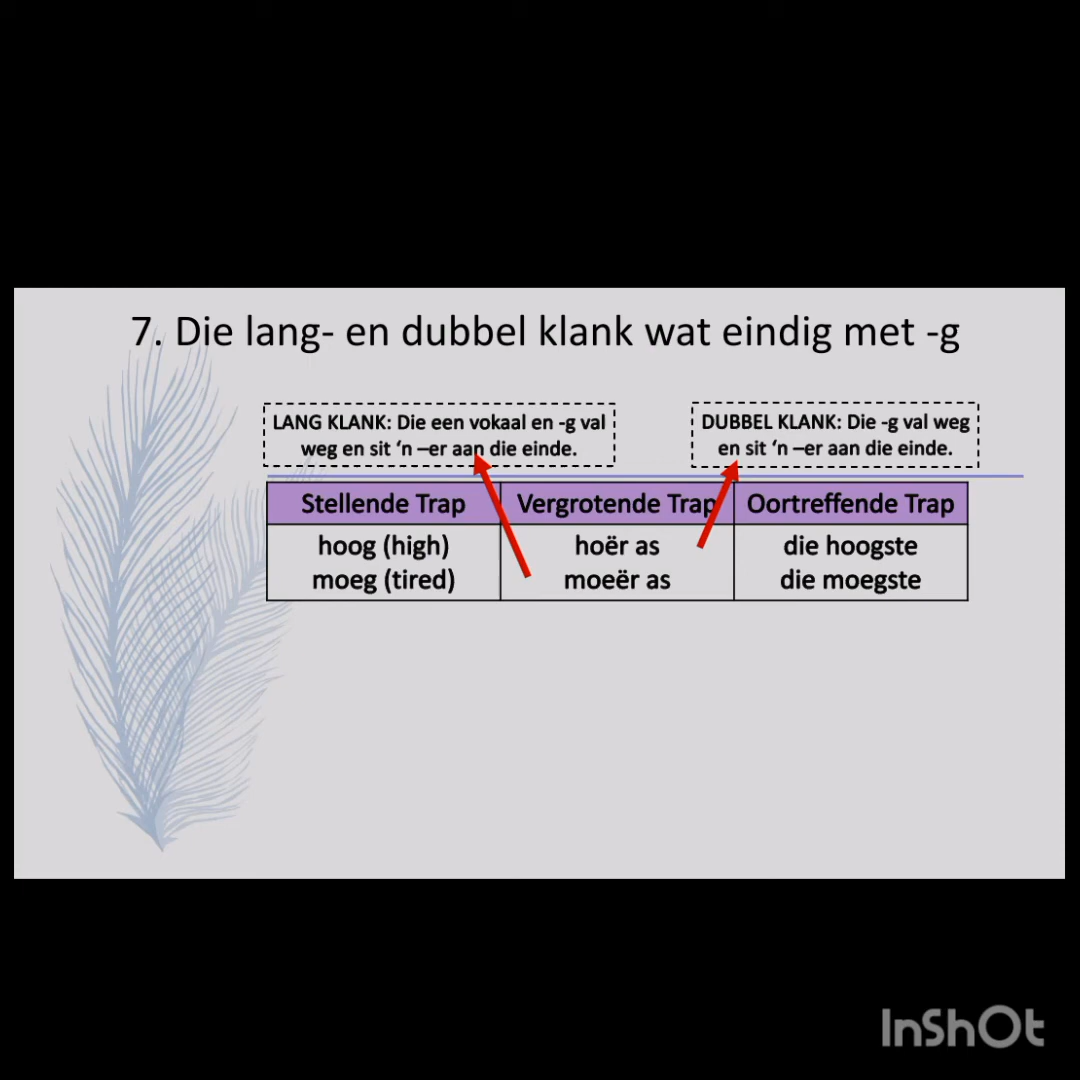 7. Die lang- en dubbel klank wat eindig met -g
LANG KLANK: Die een vokaal en -g val
weg en sit ‘n –er aan die einde.
DUBBEL KLANK: Die -g val weg
en sit ‘n –er aan die einde.
Stellende Trap Vergrotende Trap Oortreffende Trap
hoog (high) hoër as die hoogste
moeg (tired) moeër as die moegste
InShOt